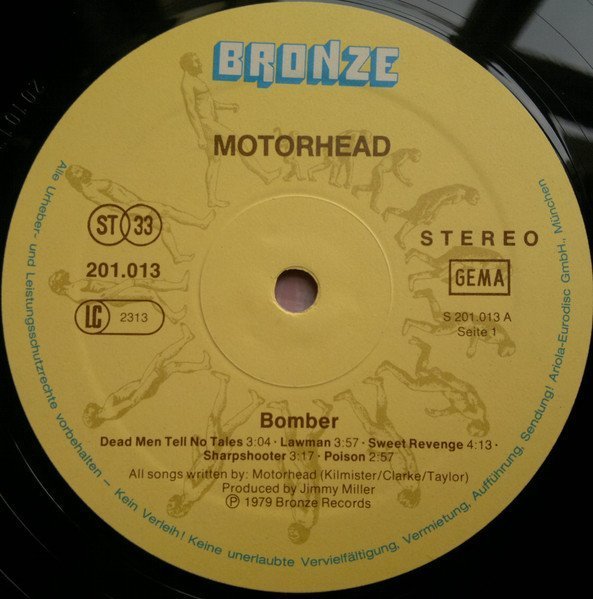 BRONZE
MOTORHEAD
ST 33
STEREO
201.013
GEMA
LC 2313
S 201.013 A
Seite 1
Bomber
Dead Men Tell No Tales 3:04 · Lawman 3:57 · Sweet Revenge 4:13 ·
Sharpshooter 3:17 · Poison 2:57
All songs written by: Motorhead (Kilmister/Clarke/Taylor)
Produced by Jimmy Miller
Ⓟ 1979 Bronze Records
Alle Urheber- und Leistungsschutzrechte vorbehalten – Kein Verleih! Keine unerlaubte Vervielfältigung, Vermietung, Aufführung, Sendung! Ariola-Eurodisc GmbH., München